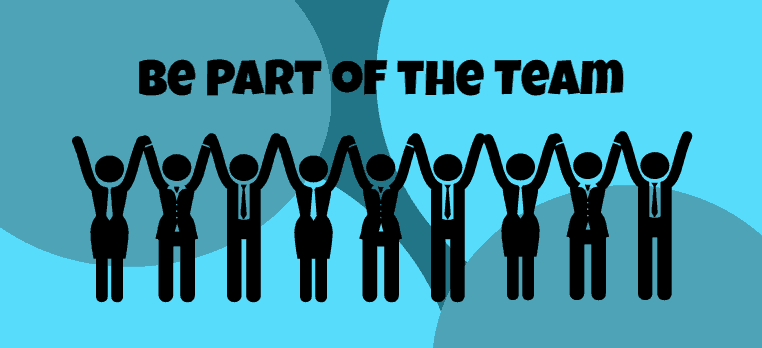 Be PART OF THE TEAM